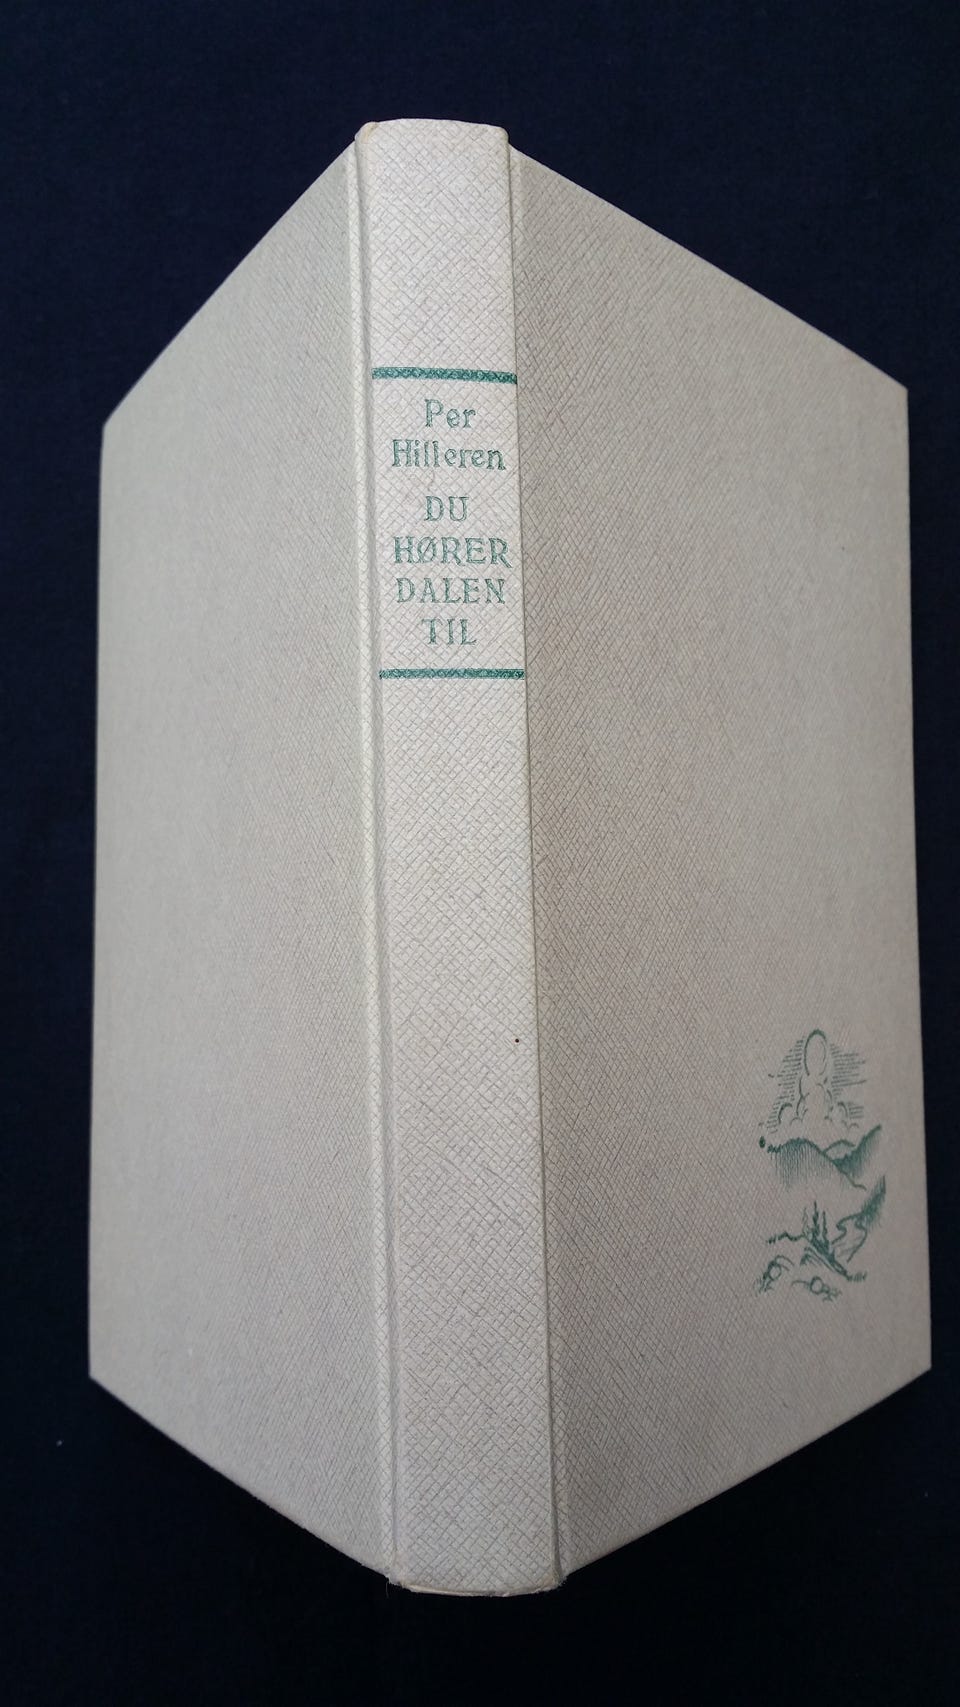 Per
Hilleren
DU
HØRER
DALEN
TIL